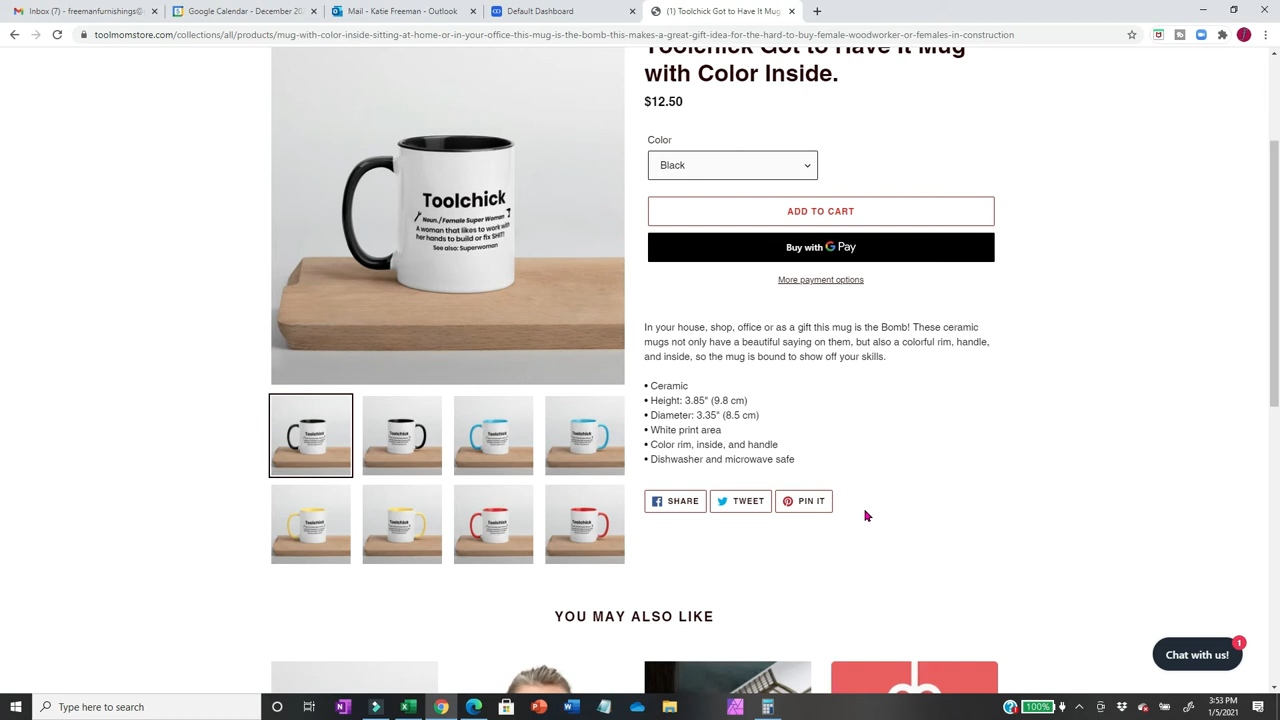 Inbox (7) - freemanfurnishings@
Google Calendar - December 20
Katie Freeman - Outlook
Deferred Dashboard
(1) Toolchick Got to Have It Mug
toolmomstore.com/collections/all/products/mug-with-color-inside-sitting-at-home-or-in-your-office-this-mug-is-the-bomb-this-makes-a-great-gift-idea-for-the-hard-to-buy-woodworker-or-females-in-construction
Toolchick Got to Have It Mug
with Color Inside.
$12.50
Color
Black
ADD TO CART
Buy with G Pay
More payment options
Toolchick
Noun./Female Super Woman
A woman that likes to work with
her hands to build or fix SHIT!
See also: Superwoman
In your house, shop, office or as a gift this mug is the Bomb! These ceramic
mugs not only have a beautiful saying on them, but also a colorful rim, handle,
and inside, so the mug is bound to show off your skills.
• Ceramic
• Height: 3.85" (9.8 cm)
• Diameter: 3.35" (8.5 cm)
• White print area
• Color rim, inside, and handle
• Dishwasher and microwave safe
SHARE
TWEET
PIN IT
Toolchick
Toolchick
Toolchick
Toolchick
Toolchick
Toolchick
Toolchick
Toolchick
YOU MAY ALSO LIKE
Chat with us!
1
Type here to search
100%
3:53 PM
1/5/2021